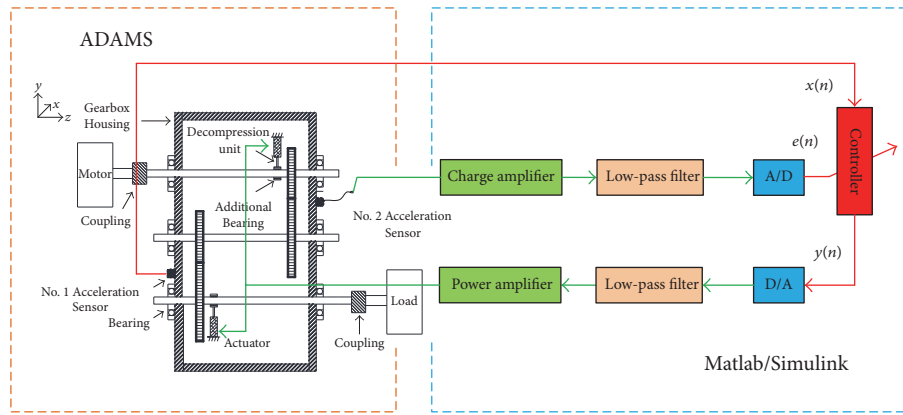 ADAMS
y
x
z
Gearbox
Housing
Decompression
unit
Motor
Coupling
Additional
Bearing
No. 2 Acceleration
Sensor
No. 1 Acceleration
Sensor
Bearing
Actuator
Coupling
Load
Charge amplifier
Low-pass filter
A/D
e(n)
x(n)
Controller
y(n)
Power amplifier
Low-pass filter
D/A
Matlab/Simulink